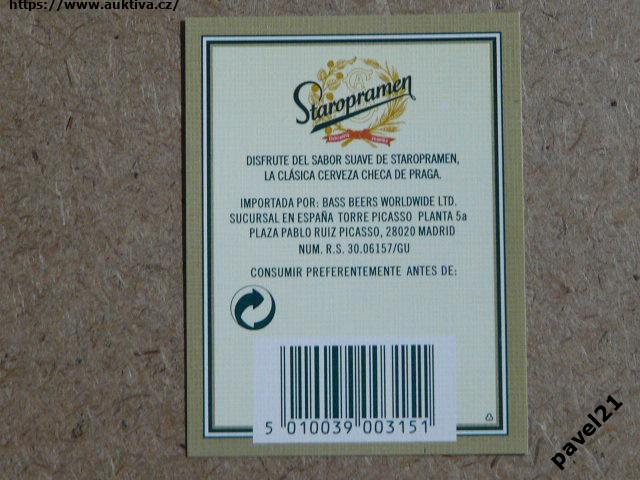 https://www.auktiva.cz/
Staropramen
DISFRUTE DEL SABOR SUAVE DE STAROPRAMEN,
LA CLÁSICA CERVEZA CHECA DE PRAGA.
IMPORTADA POR: BASS BEERS WORLDWIDE LTD.
SUCURSAL EN ESPAÑA TORRE PICASSO PLANTA 5a
PLAZA PABLO RUIZ PICASSO, 28020 MADRID
NUM. R.S. 30.06157/GU
CONSUMIR PREFERENTEMENTE ANTES DE:
5 010039 003151
pavel21